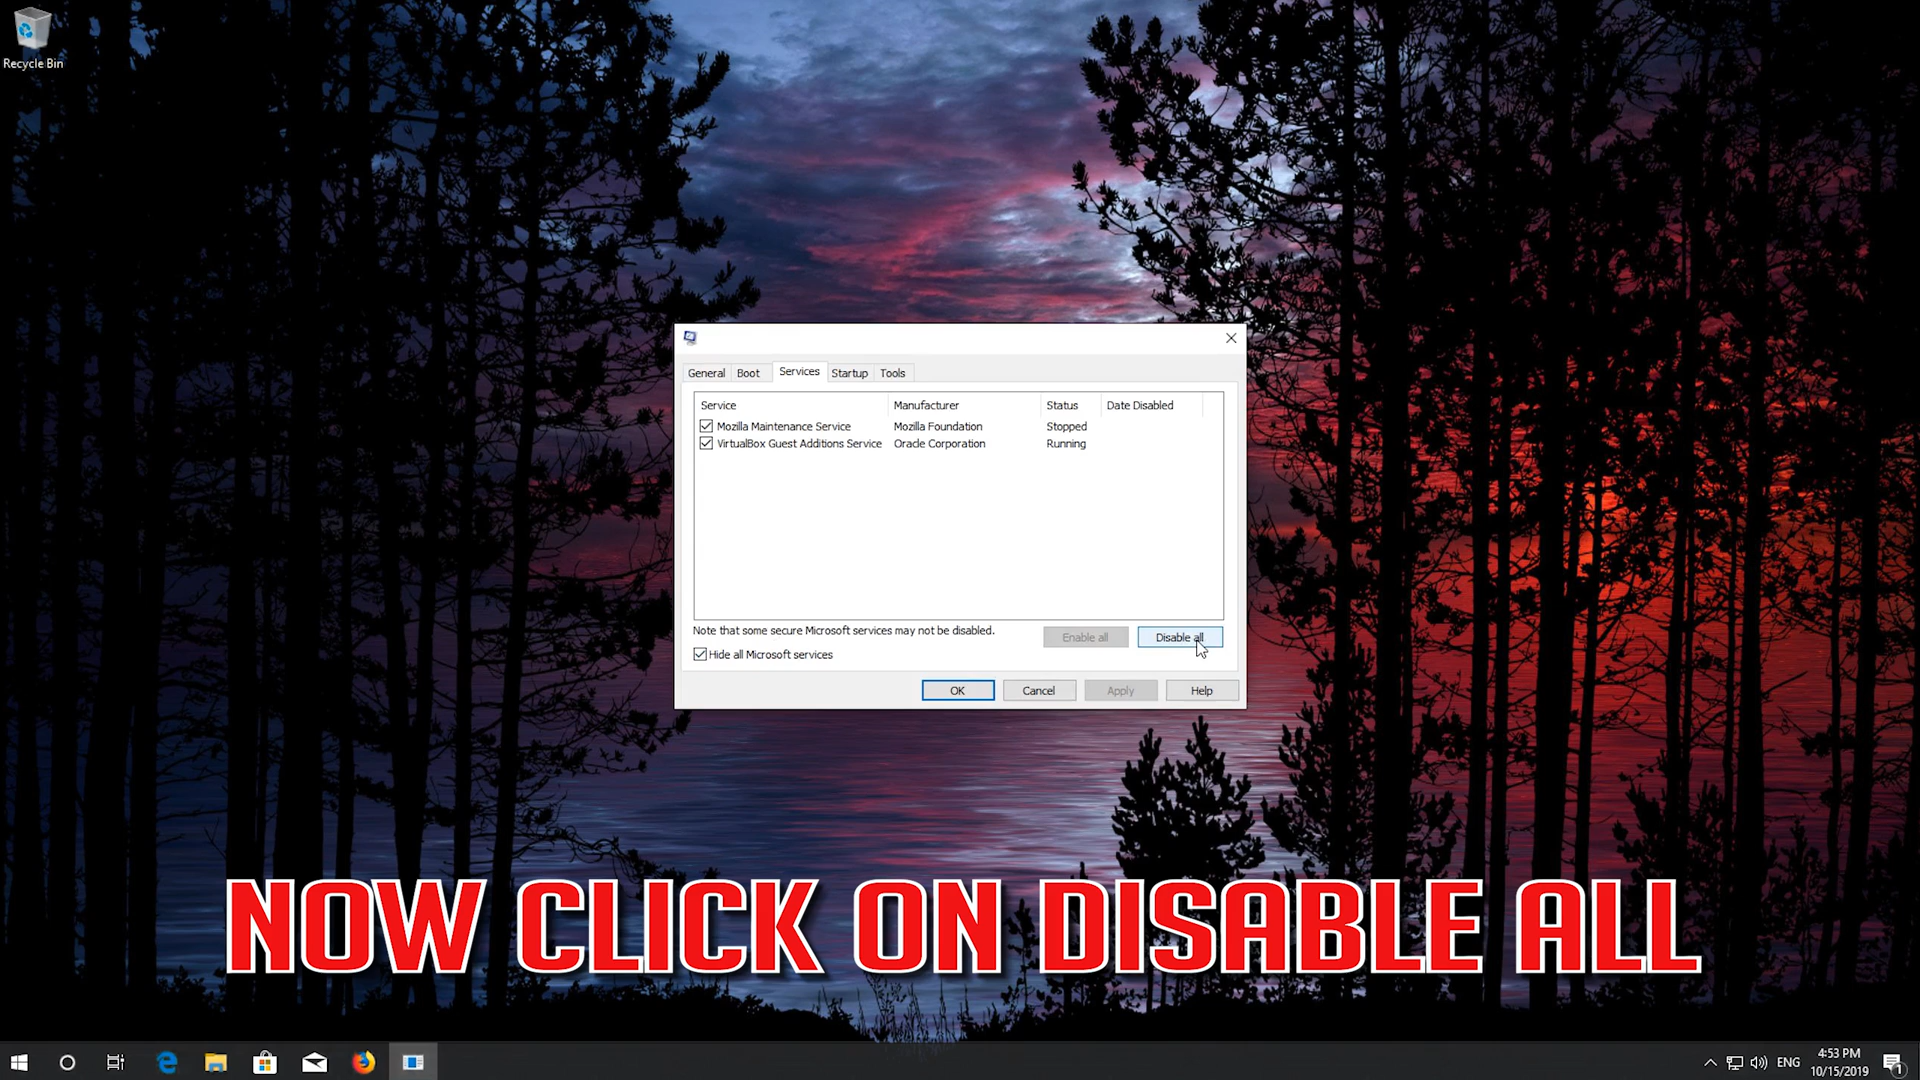 Recycle Bin
General Boot Services Startup Tools
Service Manufacturer Status Date Disabled
Mozilla Maintenance Service Mozilla Foundation Stopped
VirtualBox Guest Additions Service Oracle Corporation Running
Note that some secure Microsoft services may not be disabled.
Enable all Disable all
Hide all Microsoft services
OK Cancel Apply Help
NOW CLICK ON DISABLE ALL
ENG
4:53 PM
10/15/2019
1